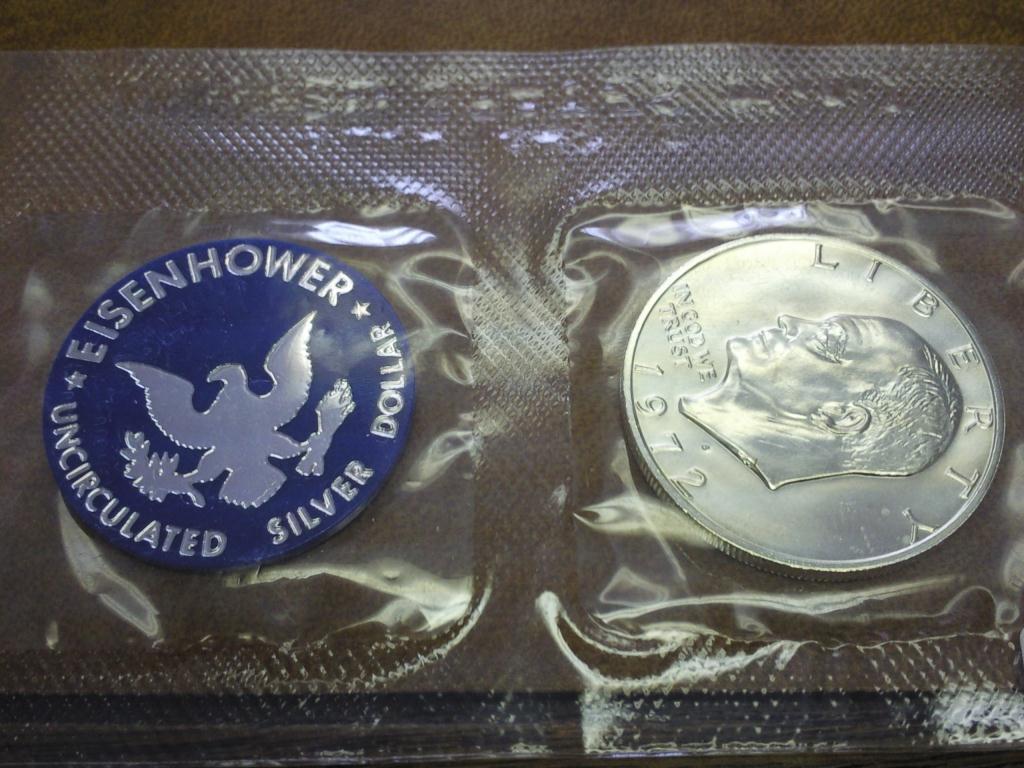 ★ EISENHOWER ★
UNCIRCULATED SILVER DOLLAR
LIBERTY
IN GOD WE
TRUST
1972